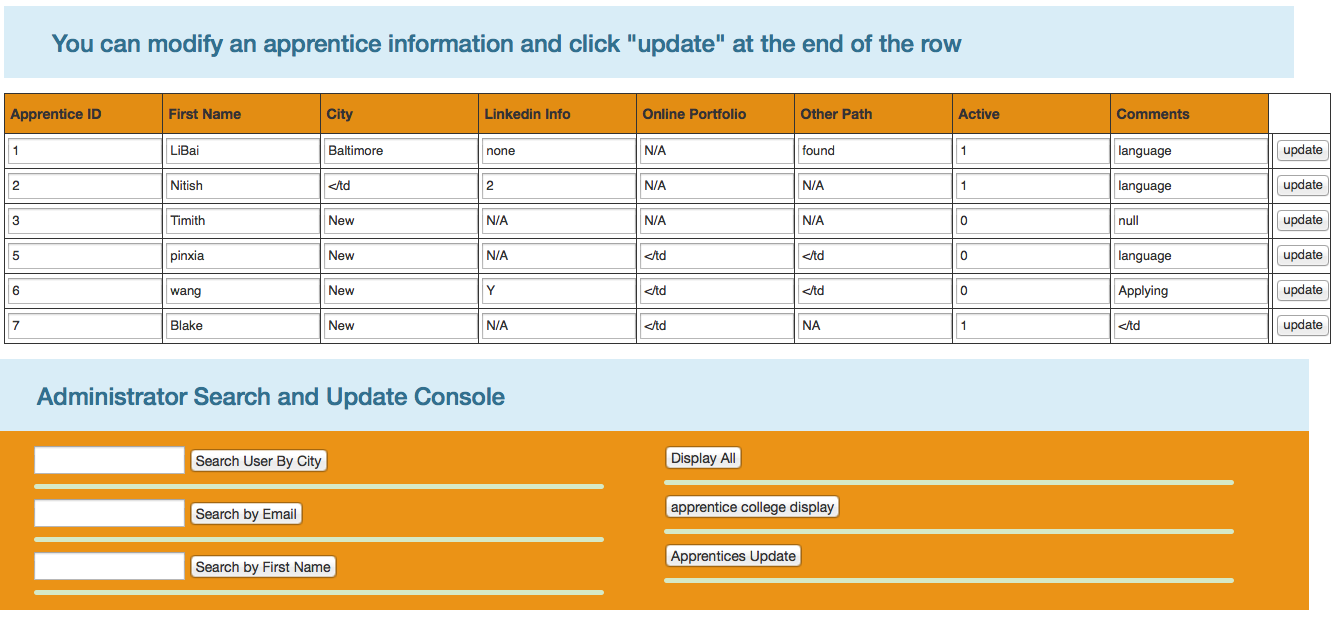 You can modify an apprentice information and click "update" at the end of the row
Apprentice ID First Name City Linkedin Info Online Portfolio Other Path Active Comments
1 LiBai Baltimore none N/A found 1 language update
2 Nitish </td 2 N/A N/A 1 language update
3 Timith New N/A N/A N/A 0 null update
5 pinxia New N/A </td </td 0 language update
6 wang New Y </td </td 0 Applying update
7 Blake New N/A </td NA 1 </td update
Administrator Search and Update Console
Search User By City
Search by Email
Search by First Name
Display All
apprentice college display
Apprentices Update